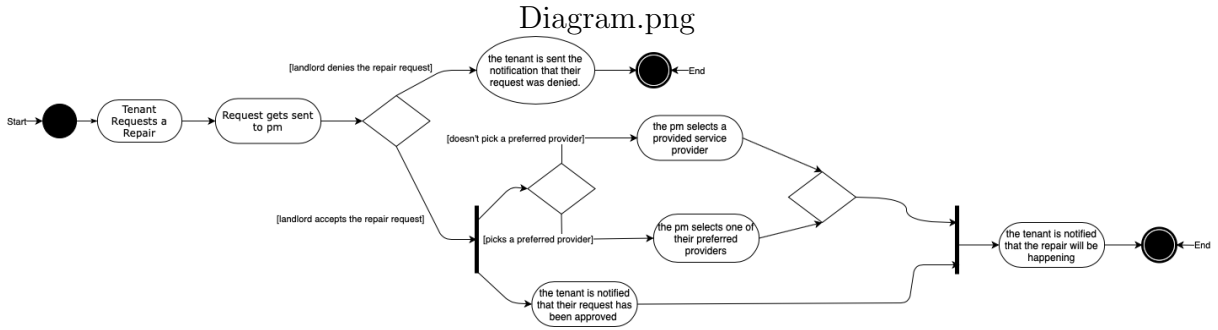 Diagram.png
Start
Tenant
Requests a
Repair
Request gets sent
to pm
[landlord denies the repair request]
the tenant is sent the
notification that their
request was denied.
End
[landlord accepts the repair request]
[doesn't pick a preferred provider]
the pm selects a
provided service
provider
[picks a preferred provider]
the pm selects one of
their preferred
providers
the tenant is notified
that their request has
been approved
the tenant is notified
that the repair will be
happening
End